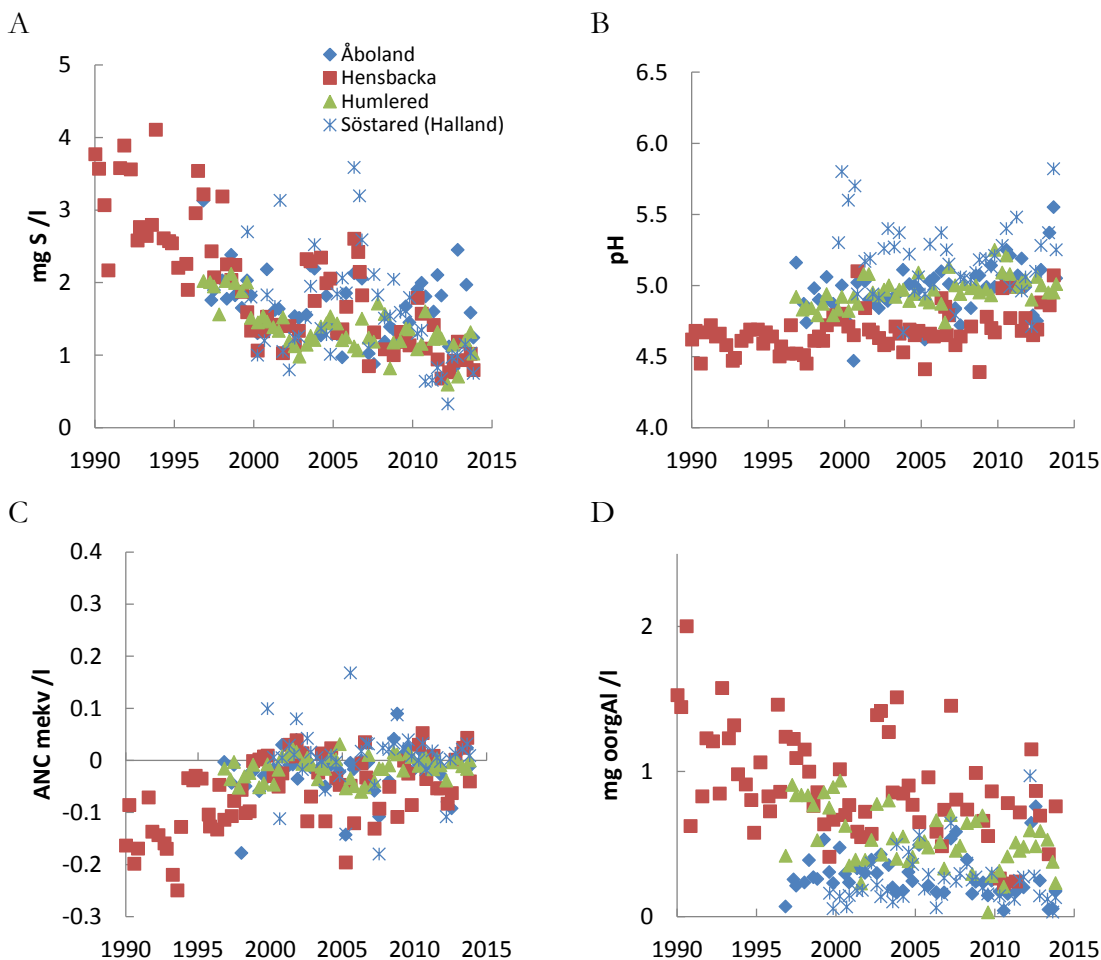 A
mg S /l
5
4
3
2
1
0
1990 1995 2000 2005 2010 2015
Åboland
Hensbacka
Humlered
Söstared (Halland)
B
pH
6.5
6.0
5.5
5.0
4.5
4.0
1990 1995 2000 2005 2010 2015
C
ANC mekv /l
0.4
0.3
0.2
0.1
0
-0.1
-0.2
-0.3
1990 1995 2000 2005 2010 2015
D
mg oorgAl /l
2
1
0
1990 1995 2000 2005 2010 2015